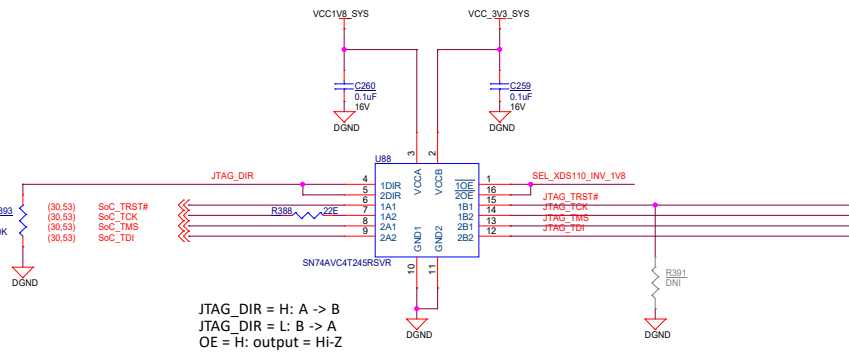 VCC1V8_SYS
VCC_3V3_SYS
C260
0.1uF
16V
DGND
C259
0.1uF
16V
DGND
U88
3
2
VCCA
VCCB
JTAG_DIR
4
5
6
7
8
9
1DIR
2DIR
1A1
1A2
2A1
2A2
1OE
2OE
1B1
1B2
2B1
2B2
1
16
15
14
13
12
SEL_XDS110_INV_1V8
JTAG_TRST#
JTAG_TCK
JTAG_TMS
JTAG_TDI
(30,53) SoC_TRST#
(30,53) SoC_TCK
(30,53) SoC_TMS
(30,53) SoC_TDI
R388 22E
GND1
GND2
10
11
SN74AVC4T245RSVR
DGND
DGND
R391
DNI
DGND
JTAG_DIR = H: A -> B
JTAG_DIR = L: B -> A
OE = H: output = Hi-Z